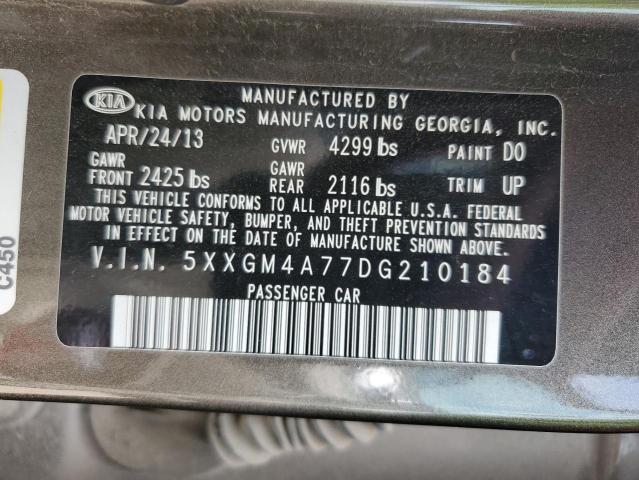 MANUFACTURED BY
KIA KIA MOTORS MANUFACTURING GEORGIA, INC.
APR/24/13 GVWR 4299 lbs PAINT DO
GAWR FRONT 2425 lbs GAWR REAR 2116 lbs TRIM UP
THIS VEHICLE CONFORMS TO ALL APPLICABLE U.S.A. FEDERAL
MOTOR VEHICLE SAFETY, BUMPER, AND THEFT PREVENTION STANDARDS
IN EFFECT ON THE DATE OF MANUFACTURE SHOWN ABOVE.
V.I.N. 5XXGM4A77DG210184
PASSENGER CAR
C450